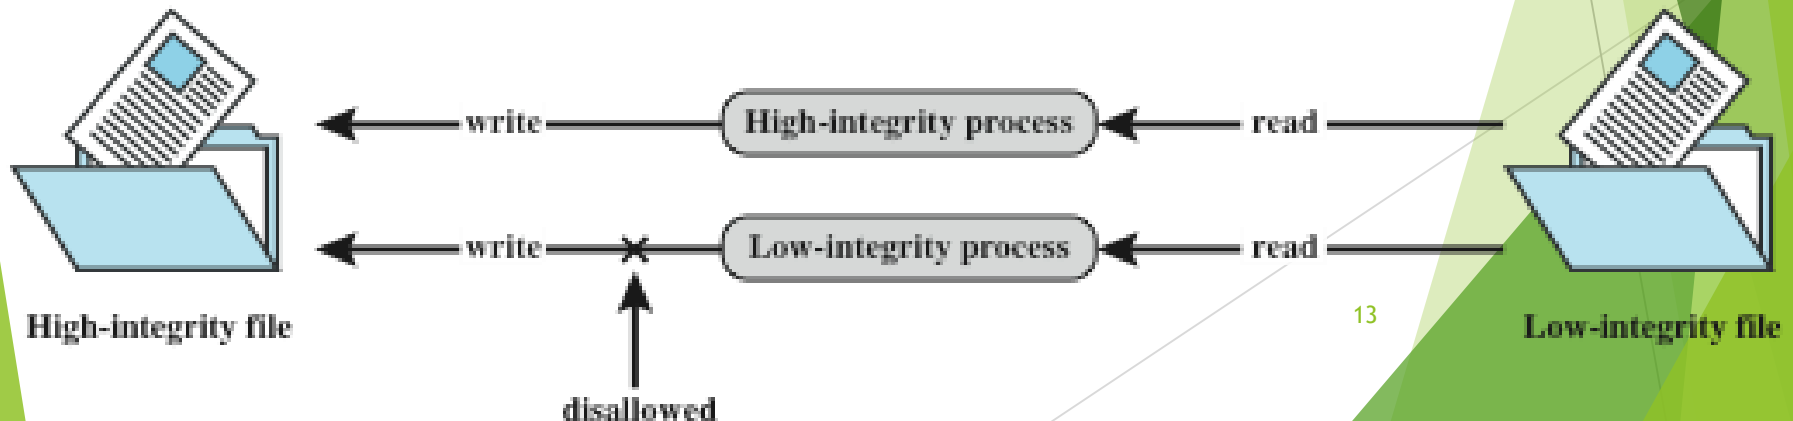 write High-integrity process read
write Low-integrity process read
13
High-integrity file Low-integrity file
disallowed